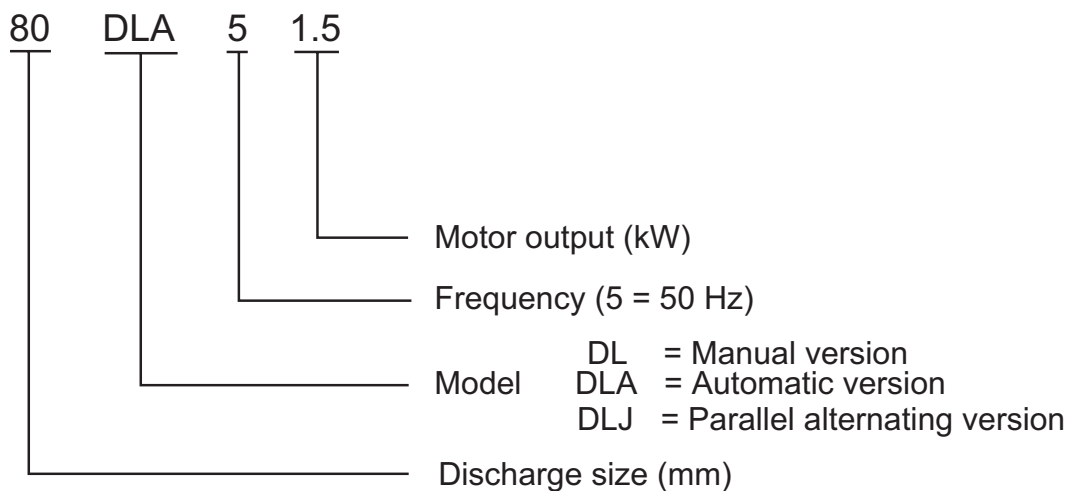 80 DLA 5 1.5
Motor output (kW)
Frequency (5 = 50 Hz)
DL = Manual version
Model DLA = Automatic version
DLJ = Parallel alternating version
Discharge size (mm)